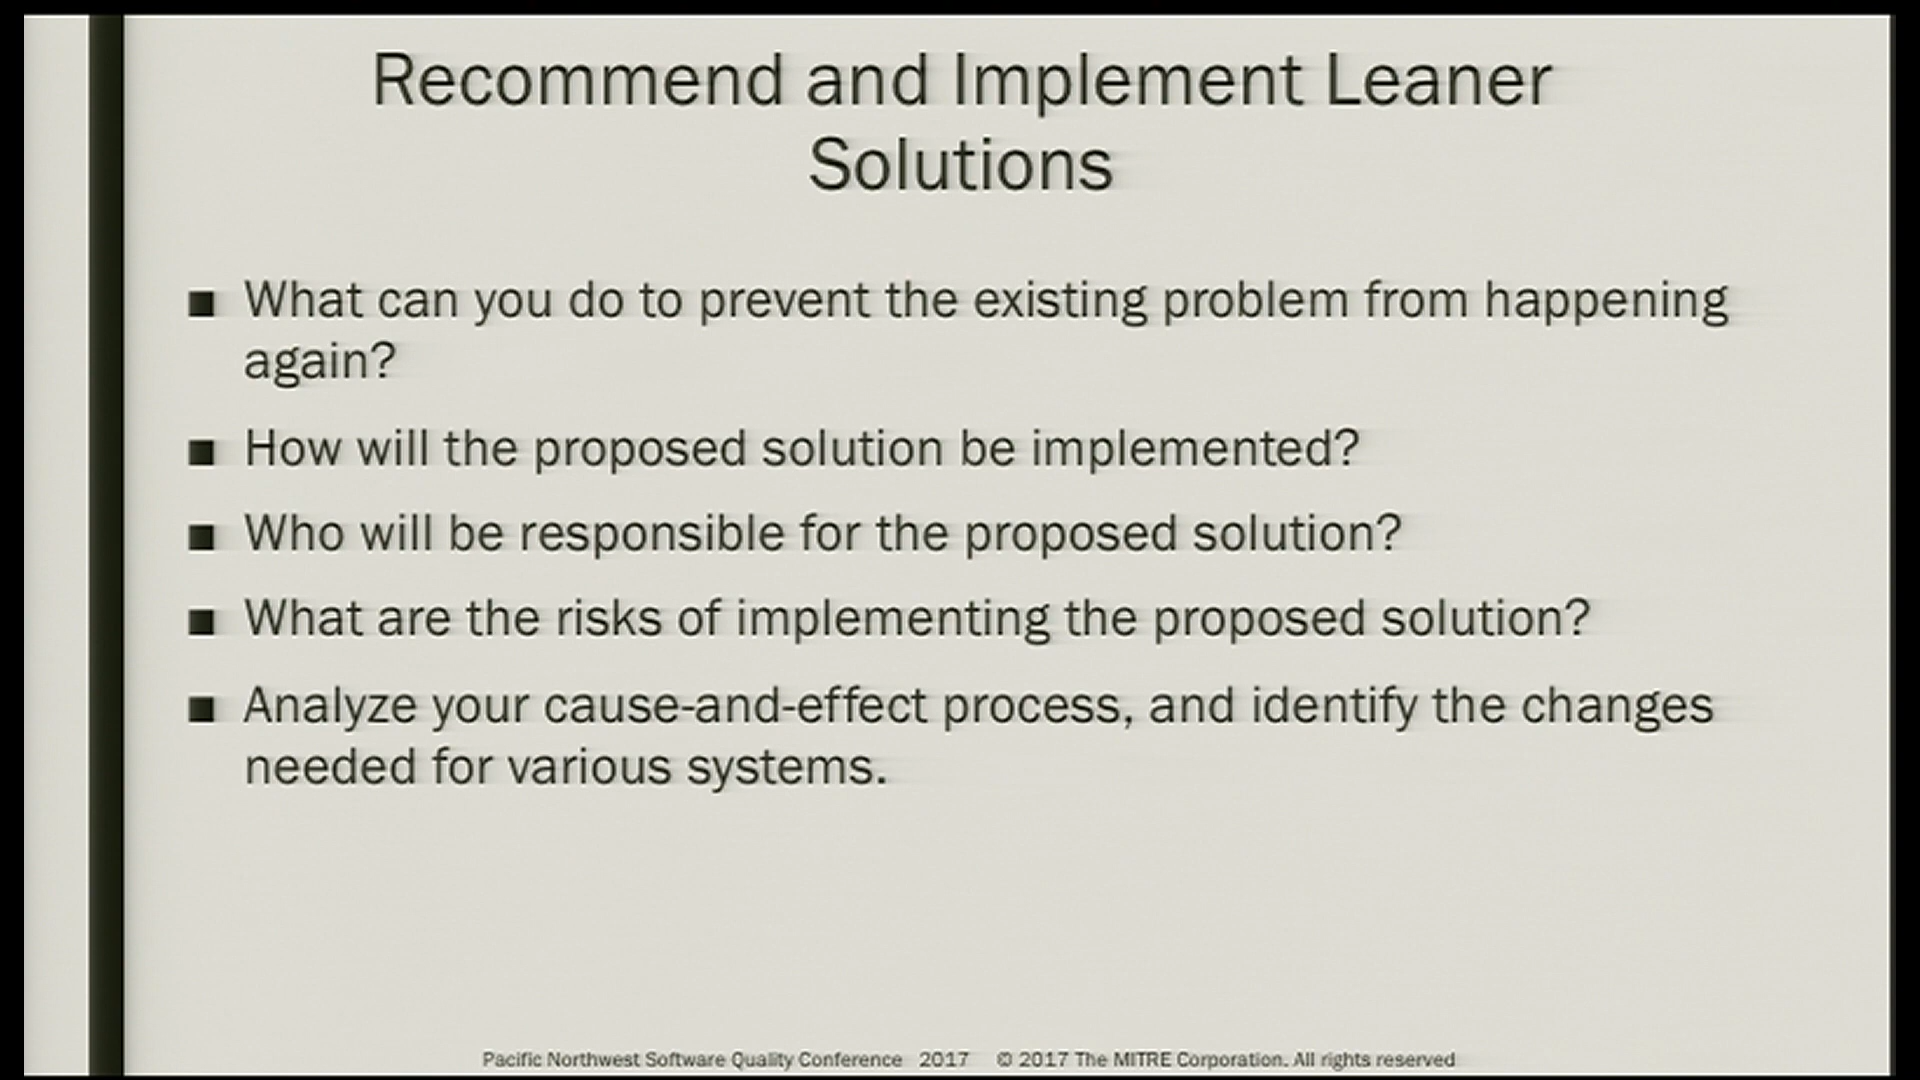 Recommend and Implement Leaner
Solutions
■ What can you do to prevent the existing problem from happening
again?
■ How will the proposed solution be implemented?
■ Who will be responsible for the proposed solution?
■ What are the risks of implementing the proposed solution?
■ Analyze your cause-and-effect process, and identify the changes
needed for various systems.
Pacific Northwest Software Quality Conference 2017 © 2017 The MITRE Corporation. All rights reserved